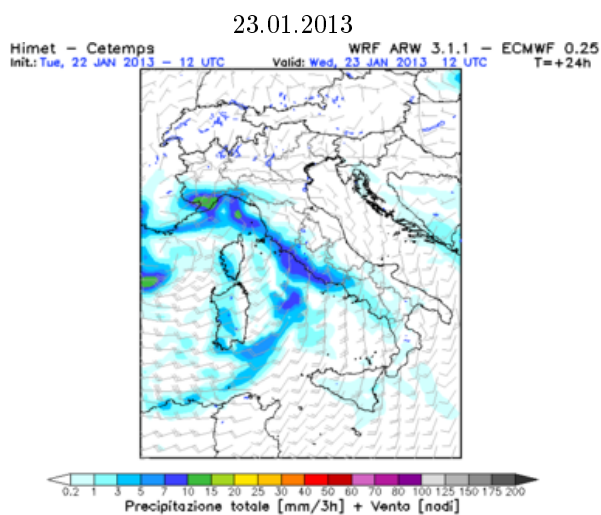 23.01.2013
Himet – Cetemps WRF ARW 3.1.1 – ECMWF 0.25
Init.: Tue, 22 JAN 2013 – 12 UTC Valid: Wed, 23 JAN 2013 12 UTC T=+24h
0.2 1 3 5 7 10 15 20 25 30 40 50 60 70 80 100 125 150 175 200
Precipitazione totale [mm/3h] + Vento [nodi]